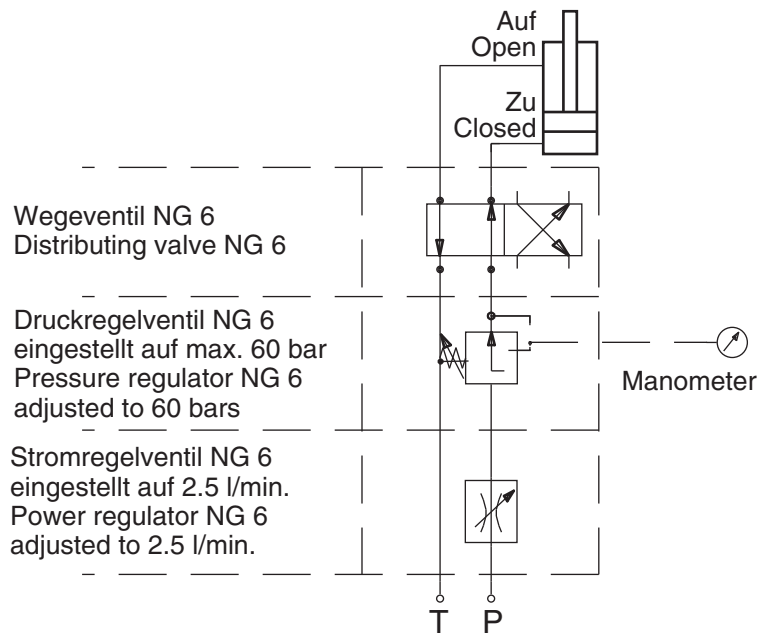 Auf
Open
Zu
Closed
Wegeventil NG 6
Distributing valve NG 6
Druckregelventil NG 6
eingestellt auf max. 60 bar
Pressure regulator NG 6
adjusted to 60 bars
Manometer
Stromregelventil NG 6
eingestellt auf 2.5 l/min.
Power regulator NG 6
adjusted to 2.5 l/min.
T P